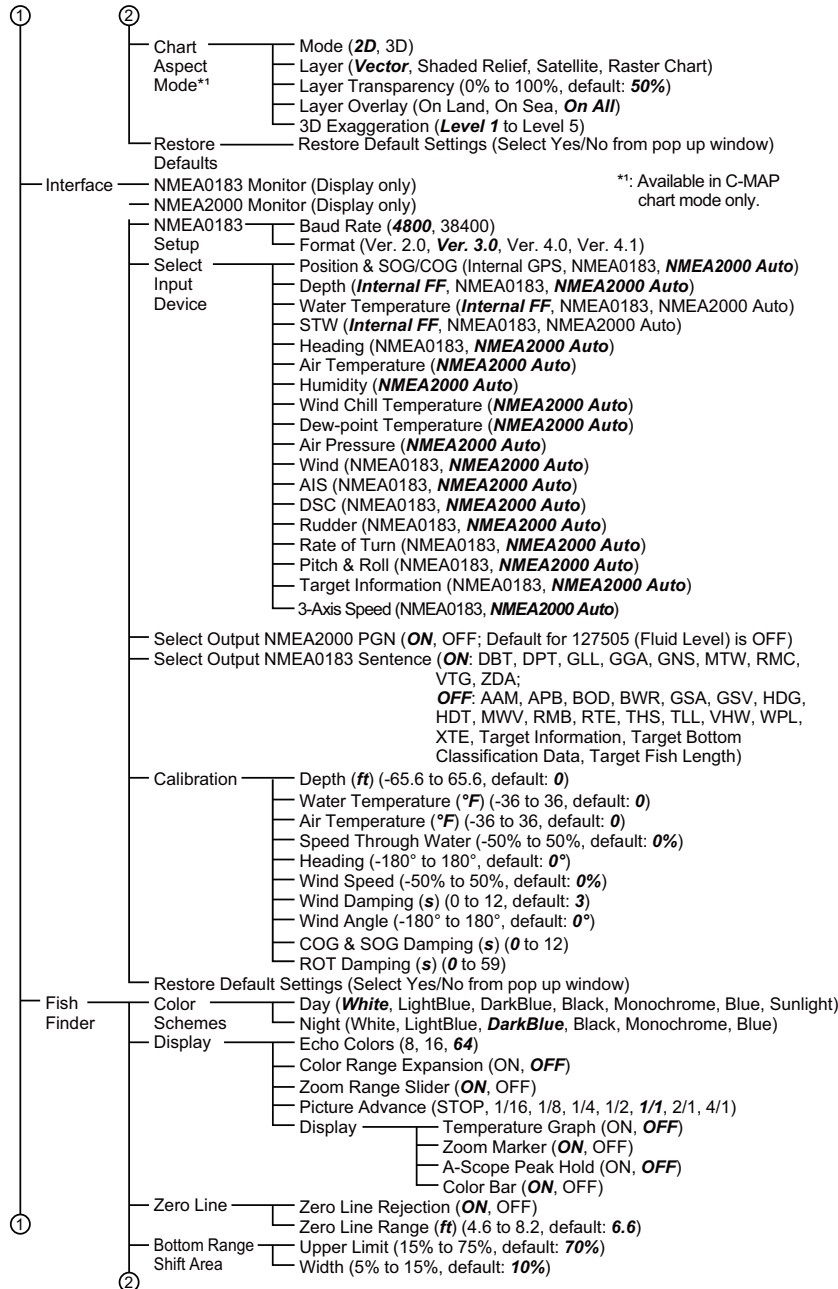 ① ②
Chart Aspect Mode*1
Mode (2D, 3D)
Layer (Vector, Shaded Relief, Satellite, Raster Chart)
Layer Transparency (0% to 100%, default: 50%)
Layer Overlay (On Land, On Sea, On All)
3D Exaggeration (Level 1 to Level 5)
Restore Defaults
Restore Default Settings (Select Yes/No from pop up window)
*1: Available in C-MAP
chart mode only.
Interface
NMEA0183 Monitor (Display only)
NMEA2000 Monitor (Display only)
NMEA0183 Setup
Baud Rate (4800, 38400)
Format (Ver. 2.0, Ver. 3.0, Ver. 4.0, Ver. 4.1)
Select Input Device
Position & SOG/COG (Internal GPS, NMEA0183, NMEA2000 Auto)
Depth (Internal FF, NMEA0183, NMEA2000 Auto)
Water Temperature (Internal FF, NMEA0183, NMEA2000 Auto)
STW (Internal FF, NMEA0183, NMEA2000 Auto)
Heading (NMEA0183, NMEA2000 Auto)
Air Temperature (NMEA2000 Auto)
Humidity (NMEA2000 Auto)
Wind Chill Temperature (NMEA2000 Auto)
Dew-point Temperature (NMEA2000 Auto)
Air Pressure (NMEA2000 Auto)
Wind (NMEA0183, NMEA2000 Auto)
AIS (NMEA0183, NMEA2000 Auto)
DSC (NMEA0183, NMEA2000 Auto)
Rudder (NMEA0183, NMEA2000 Auto)
Rate of Turn (NMEA0183, NMEA2000 Auto)
Pitch & Roll (NMEA0183, NMEA2000 Auto)
Target Information (NMEA0183, NMEA2000 Auto)
3-Axis Speed (NMEA0183, NMEA2000 Auto)
Select Output NMEA2000 PGN (ON, OFF; Default for 127505 (Fluid Level) is OFF)
Select Output NMEA0183 Sentence (ON: DBT, DPT, GLL, GGA, GNS, MTW, RMC,
VTG, ZDA;
OFF: AAM, APB, BOD, BWR, GSA, GSV, HDG,
HDT, MWV, RMB, RTE, THS, TLL, VHW, WPL,
XTE, Target Information, Target Bottom
Classification Data, Target Fish Length)
Calibration
Depth (ft) (-65.6 to 65.6, default: 0)
Water Temperature (°F) (-36 to 36, default: 0)
Air Temperature (°F) (-36 to 36, default: 0)
Speed Through Water (-50% to 50%, default: 0%)
Heading (-180° to 180°, default: 0°)
Wind Speed (-50% to 50%, default: 0%)
Wind Damping (s) (0 to 12, default: 3)
Wind Angle (-180° to 180°, default: 0°)
COG & SOG Damping (s) (0 to 12)
ROT Damping (s) (0 to 59)
Restore Default Settings (Select Yes/No from pop up window)
Fish Finder
Color Schemes
Day (White, LightBlue, DarkBlue, Black, Monochrome, Blue, Sunlight)
Night (White, LightBlue, DarkBlue, Black, Monochrome, Blue)
Display
Echo Colors (8, 16, 64)
Color Range Expansion (ON, OFF)
Zoom Range Slider (ON, OFF)
Picture Advance (STOP, 1/16, 1/8, 1/4, 1/2, 1/1, 2/1, 4/1)
Display
Temperature Graph (ON, OFF)
Zoom Marker (ON, OFF)
A-Scope Peak Hold (ON, OFF)
Color Bar (ON, OFF)
Zero Line
Zero Line Rejection (ON, OFF)
Zero Line Range (ft) (4.6 to 8.2, default: 6.6)
Bottom Range Shift Area
Upper Limit (15% to 75%, default: 70%)
Width (5% to 15%, default: 10%)
① ②